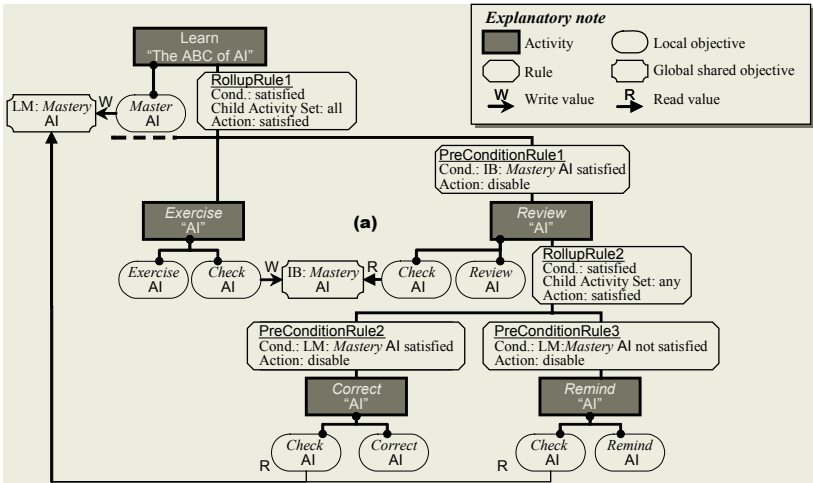 Explanatory note
Activity
Local objective
Rule
Global shared objective
W
Write value
R
Read value
Learn
“The ABC of AI”
RollupRule1
Cond.: satisfied
Child Activity Set: all
Action: satisfied
LM: Mastery
AI
W
Master
AI
PreConditionRule1
Cond.: IB: Mastery AI satisfied
Action: disable
Exercise
“AI”
(a)
Review
“AI”
Exercise
AI
Check
AI
W
IB: Mastery
AI
R
Check
AI
Review
AI
RollupRule2
Cond.: satisfied
Child Activity Set: any
Action: satisfied
PreConditionRule2
Cond.: LM: Mastery AI satisfied
Action: disable
PreConditionRule3
Cond.: LM:Mastery AI not satisfied
Action: disable
Correct
“AI”
Remind
“AI”
R
Check
AI
Correct
AI
R
Check
AI
Remind
AI